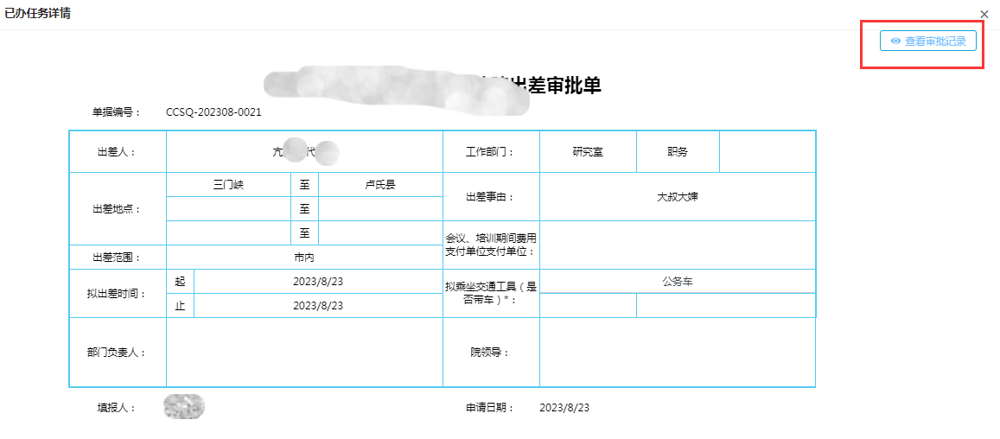 已办任务详情
查看审批记录
出差审批单
单据编号： CCSQ-202308-0021
出差人： 亢 代 工作部门： 研究室 职务
出差地点： 三门峡 至 卢氏县 出差事由： 大叔大婶
至
至 会议、培训期间费用
支付单位支付单位：
出差范围： 市内
拟出差时间： 起 2023/8/23 拟乘坐交通工具（是
否带车）*： 公务车
止 2023/8/23
部门负责人： 院领导：
填报人： 申请日期： 2023/8/23